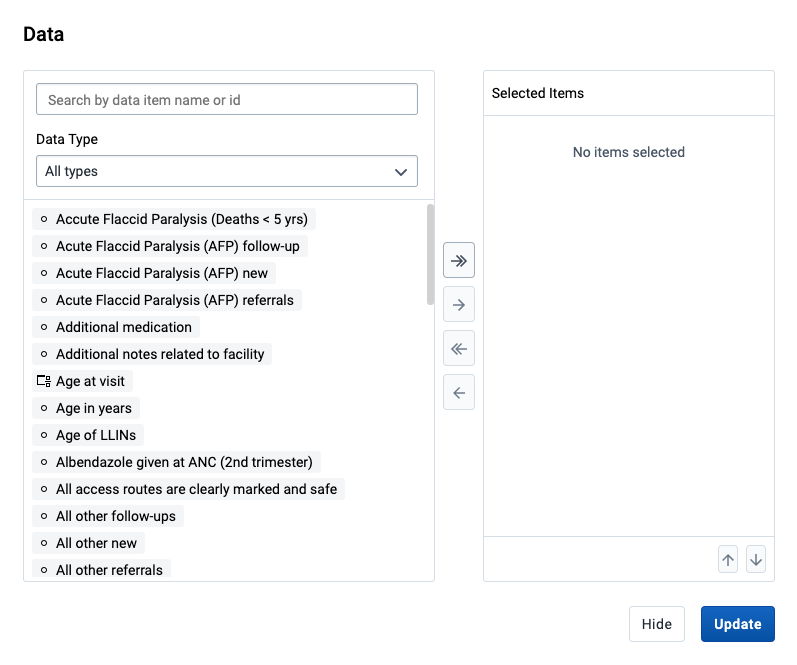 Data
Search by data item name or id
Data Type
All types
Accute Flaccid Paralysis (Deaths < 5 yrs)
Acute Flaccid Paralysis (AFP) follow-up
Acute Flaccid Paralysis (AFP) new
Acute Flaccid Paralysis (AFP) referrals
Additional medication
Additional notes related to facility
Age at visit
Age in years
Age of LLINs
Albendazole given at ANC (2nd trimester)
All access routes are clearly marked and safe
All other follow-ups
All other new
All other referrals
Selected Items
No items selected
Hide
Update